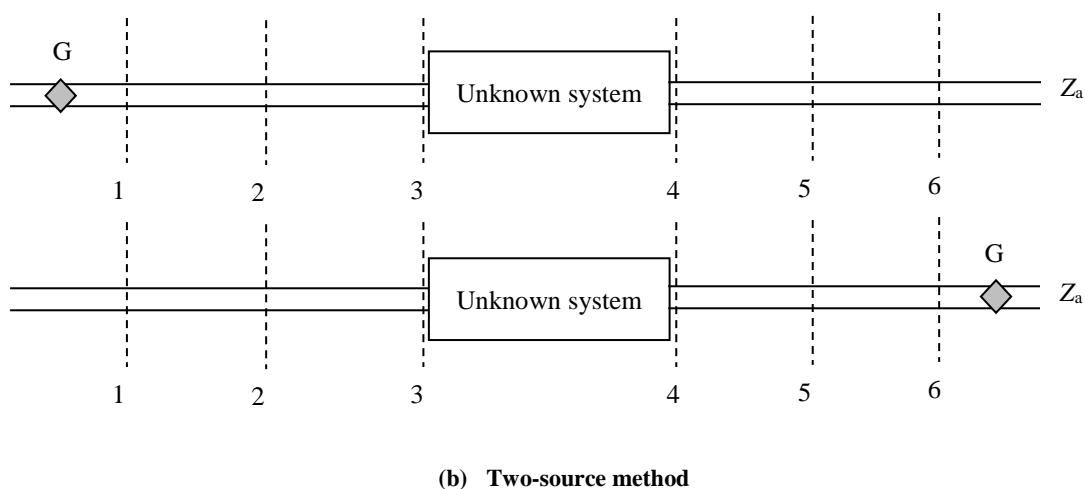 G
Unknown system
Zₐ
1 2 3 4 5 6
G
Unknown system
Zₐ
1 2 3 4 5 6
(b) Two-source method